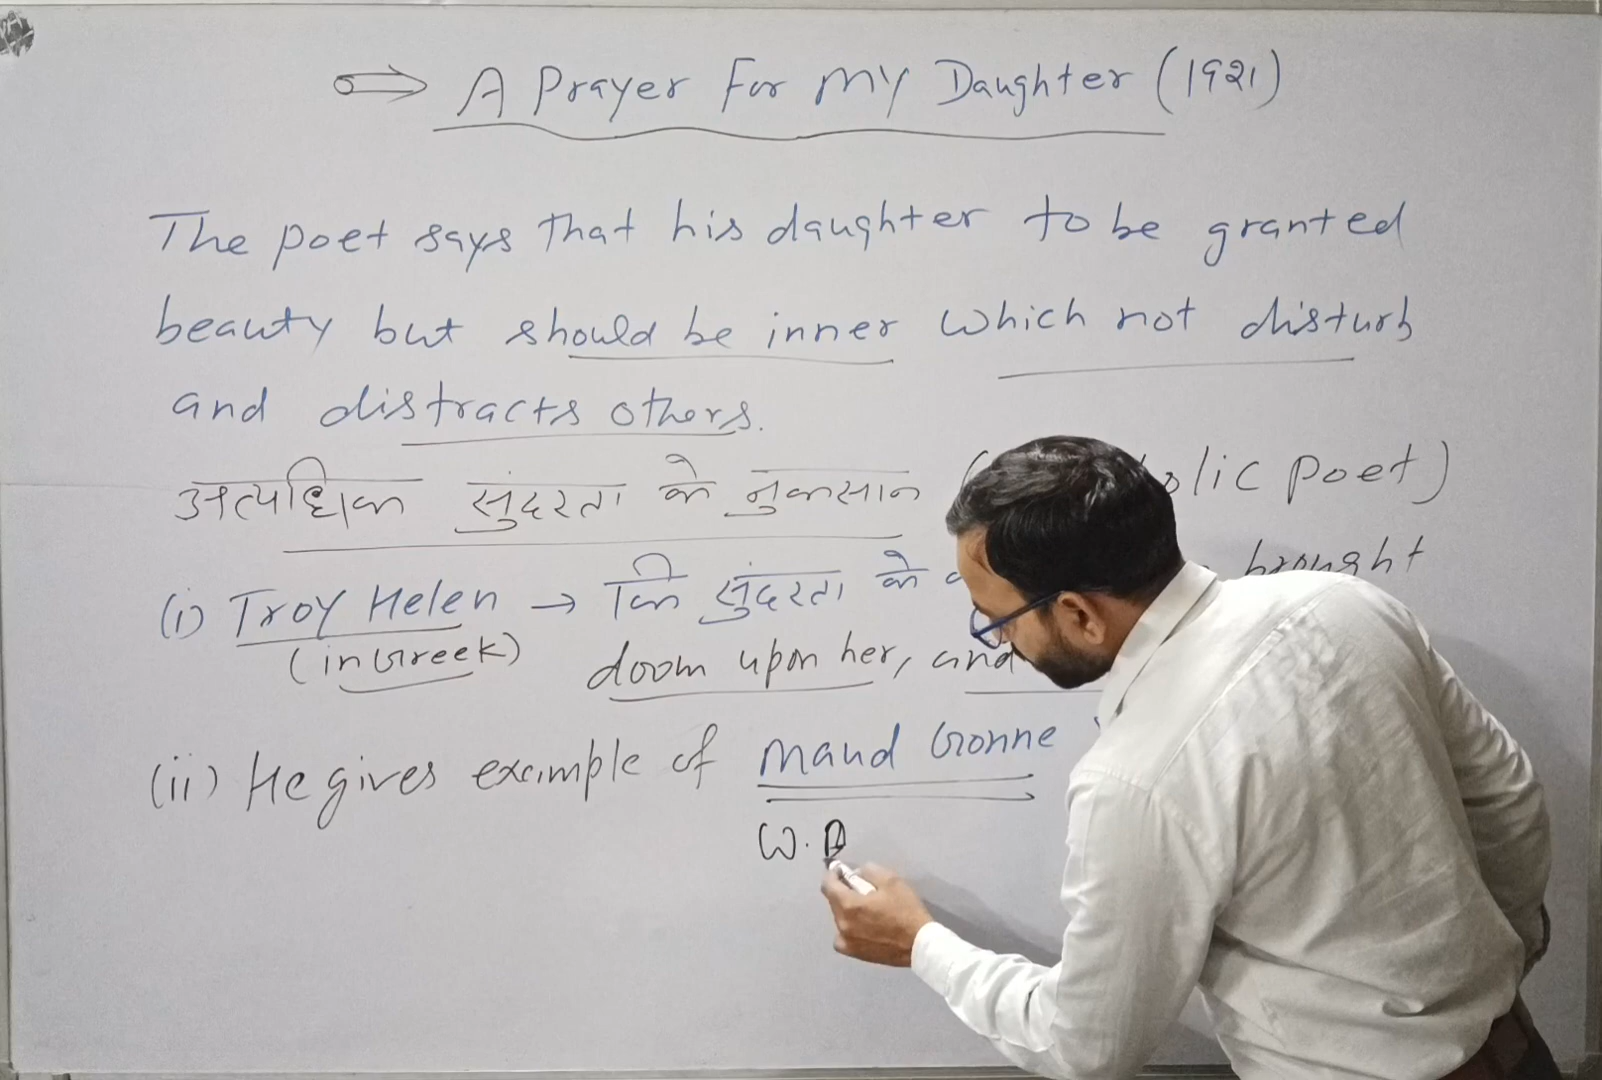 A Prayer For MY Daughter (1921)
The poet says that his daughter to be granted
beauty but should be inner which not disturb
and distracts others.
अत्यधिक सुंदरता के नुकसान olic poet)
(i) Troy Helen → कि सुंदरता के brought
(in Greek) doom upon her, and
(ii) He gives example of maud Gonne
W.